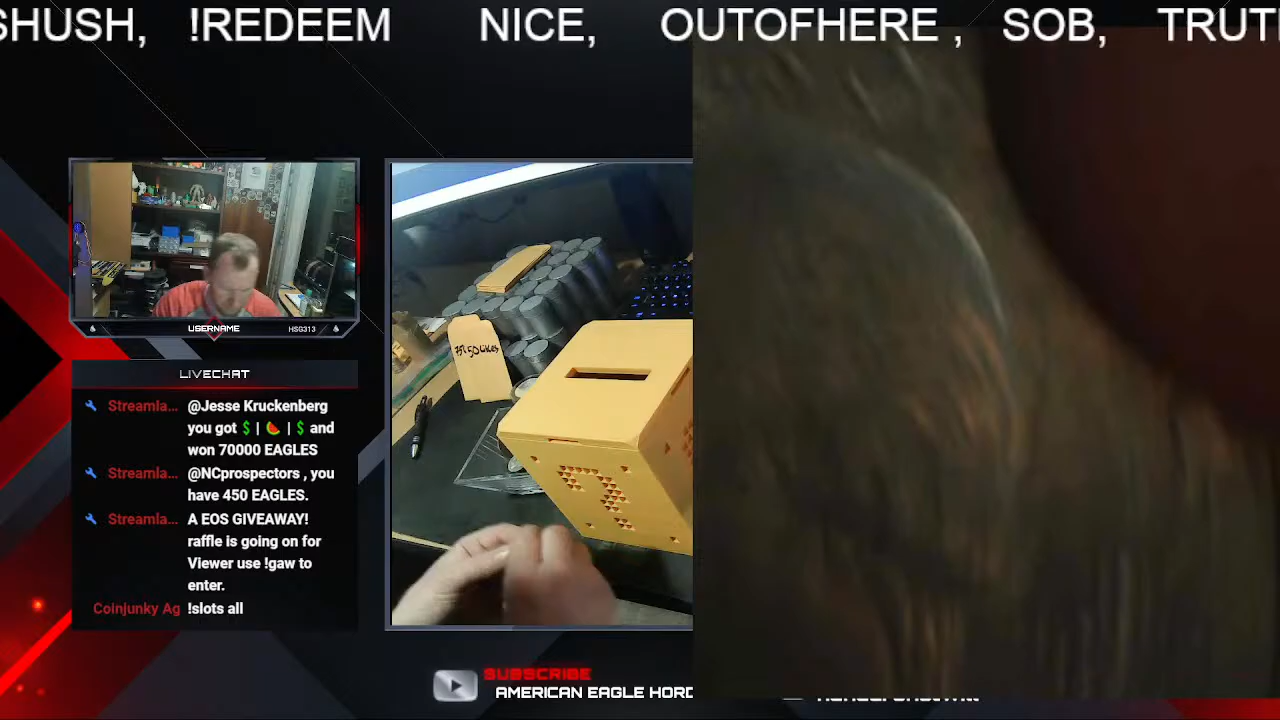 SHUSH, !REDEEM NICE, OUTOFHERE , SOB, TRUT
USERNAME
HSG313
LIVECHAT
Streamla... @Jesse Kruckenberg
you got $ | 🍉 | $ and
won 70000 EAGLES
Streamla... @NCprospectors , you
have 450 EAGLES.
Streamla... A EOS GIVEAWAY!
raffle is going on for
Viewer use !gaw to
enter.
Coinjunky Ag !slots all
SUBSCRIBE
AMERICAN EAGLE HORD